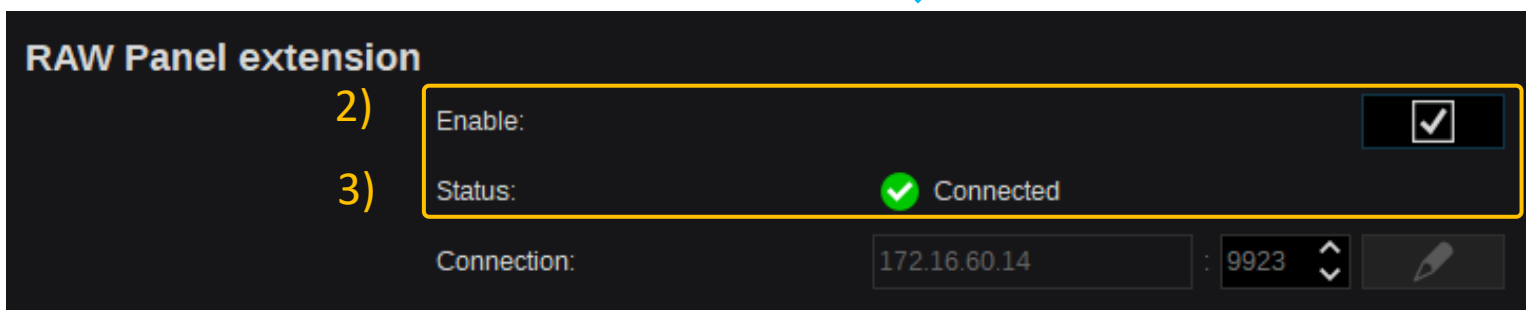 RAW Panel extension
2) Enable:
3) Status: Connected
Connection: 172.16.60.14 : 9923